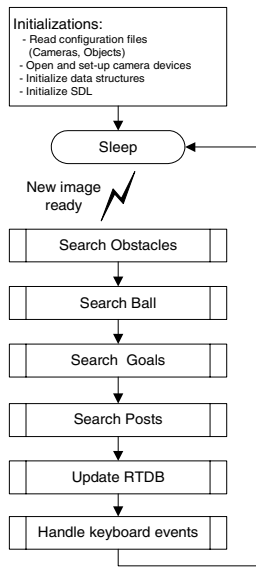 Initializations:
- Read configuration files
(Cameras, Objects)
- Open and set-up camera devices
- Initialize data structures
- Initialize SDL
Sleep
New image
ready
Search Obstacles
Search Ball
Search Goals
Search Posts
Update RTDB
Handle keyboard events